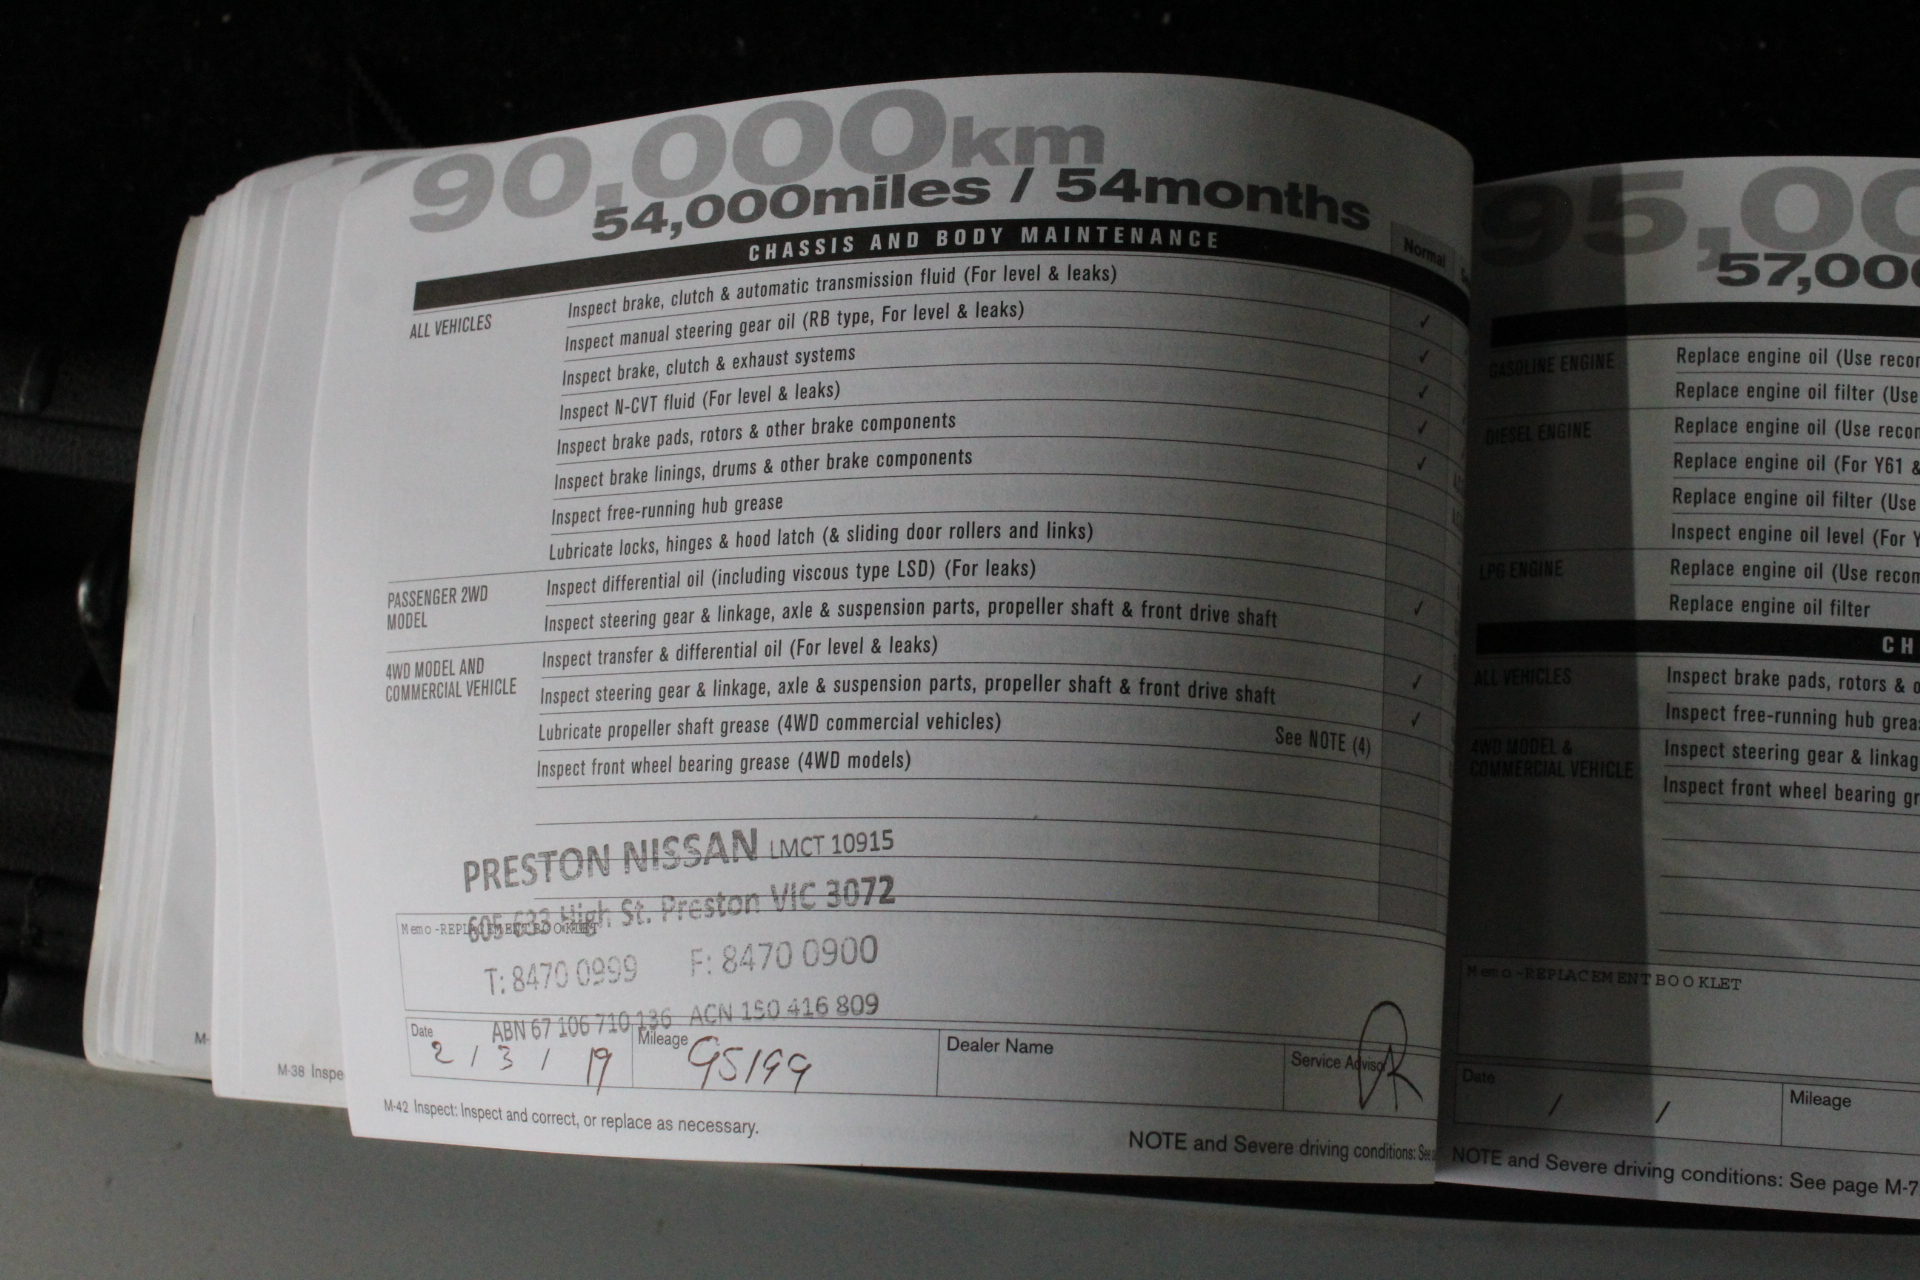 90,000km
54,000miles / 54months
CHASSIS AND BODY MAINTENANCE
Normal
ALL VEHICLES
Inspect brake, clutch & automatic transmission fluid (For level & leaks)
Inspect manual steering gear oil (RB type, For level & leaks)
Inspect brake, clutch & exhaust systems
Inspect N-CVT fluid (For level & leaks)
Inspect brake pads, rotors & other brake components
Inspect brake linings, drums & other brake components
Inspect free-running hub grease
Lubricate locks, hinges & hood latch (& sliding door rollers and links)
PASSENGER 2WD
MODEL
Inspect differential oil (including viscous type LSD) (For leaks)
Inspect steering gear & linkage, axle & suspension parts, propeller shaft & front drive shaft
4WD MODEL AND
COMMERCIAL VEHICLE
Inspect transfer & differential oil (For level & leaks)
Inspect steering gear & linkage, axle & suspension parts, propeller shaft & front drive shaft
Lubricate propeller shaft grease (4WD commercial vehicles)
See NOTE (4)
Inspect front wheel bearing grease (4WD models)
PRESTON NISSAN LMCT 10915
605-633 High St. Preston VIC 3072
Memo-REPLACEMENT BOOKLET
T: 8470 0999 F: 8470 0900
ABN 67 106 710 136 ACN 150 416 809
Date
2 / 3 / 19
Mileage
95199
Dealer Name
Service Advisor
M-42 Inspect: Inspect and correct, or replace as necessary.
NOTE and Severe driving conditions: See
M-38 Inspe
M-
95,00
57,000
GASOLINE ENGINE
Replace engine oil (Use recom
Replace engine oil filter (Use
DIESEL ENGINE
Replace engine oil (Use recom
Replace engine oil (For Y61 &
Replace engine oil filter (Use
Inspect engine oil level (For Y
LPG ENGINE
Replace engine oil (Use recom
Replace engine oil filter
CH
ALL VEHICLES
Inspect brake pads, rotors & o
Inspect free-running hub greas
4WD MODEL &
COMMERCIAL VEHICLE
Inspect steering gear & linkag
Inspect front wheel bearing gr
Memo-REPLACEMENT BOOKLET
Date
/ /
Mileage
NOTE and Severe driving conditions: See page M-7